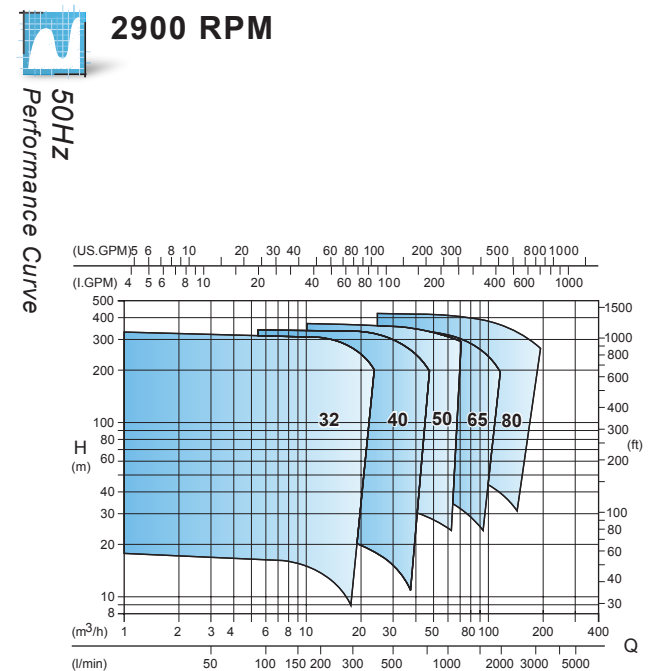 2900 RPM
50Hz
Performance Curve
(US.GPM) 5 6 8 10 20 30 40 60 80 100 200 300 500 800 1000
(I.GPM) 4 5 6 8 10 20 40 60 80 100 200 400 600 1000
500
400
300
200
100
80
60
40
30
20
10
8
H
(m)
32 40 50 65 80
1500
1000
800
600
400
300
200
100
80
60
40
30
(ft)
(m3/h) 1 2 3 4 6 8 10 20 30 50 80 100 200 400
Q
(l/min) 50 100 150 200 300 500 1000 2000 3000 5000